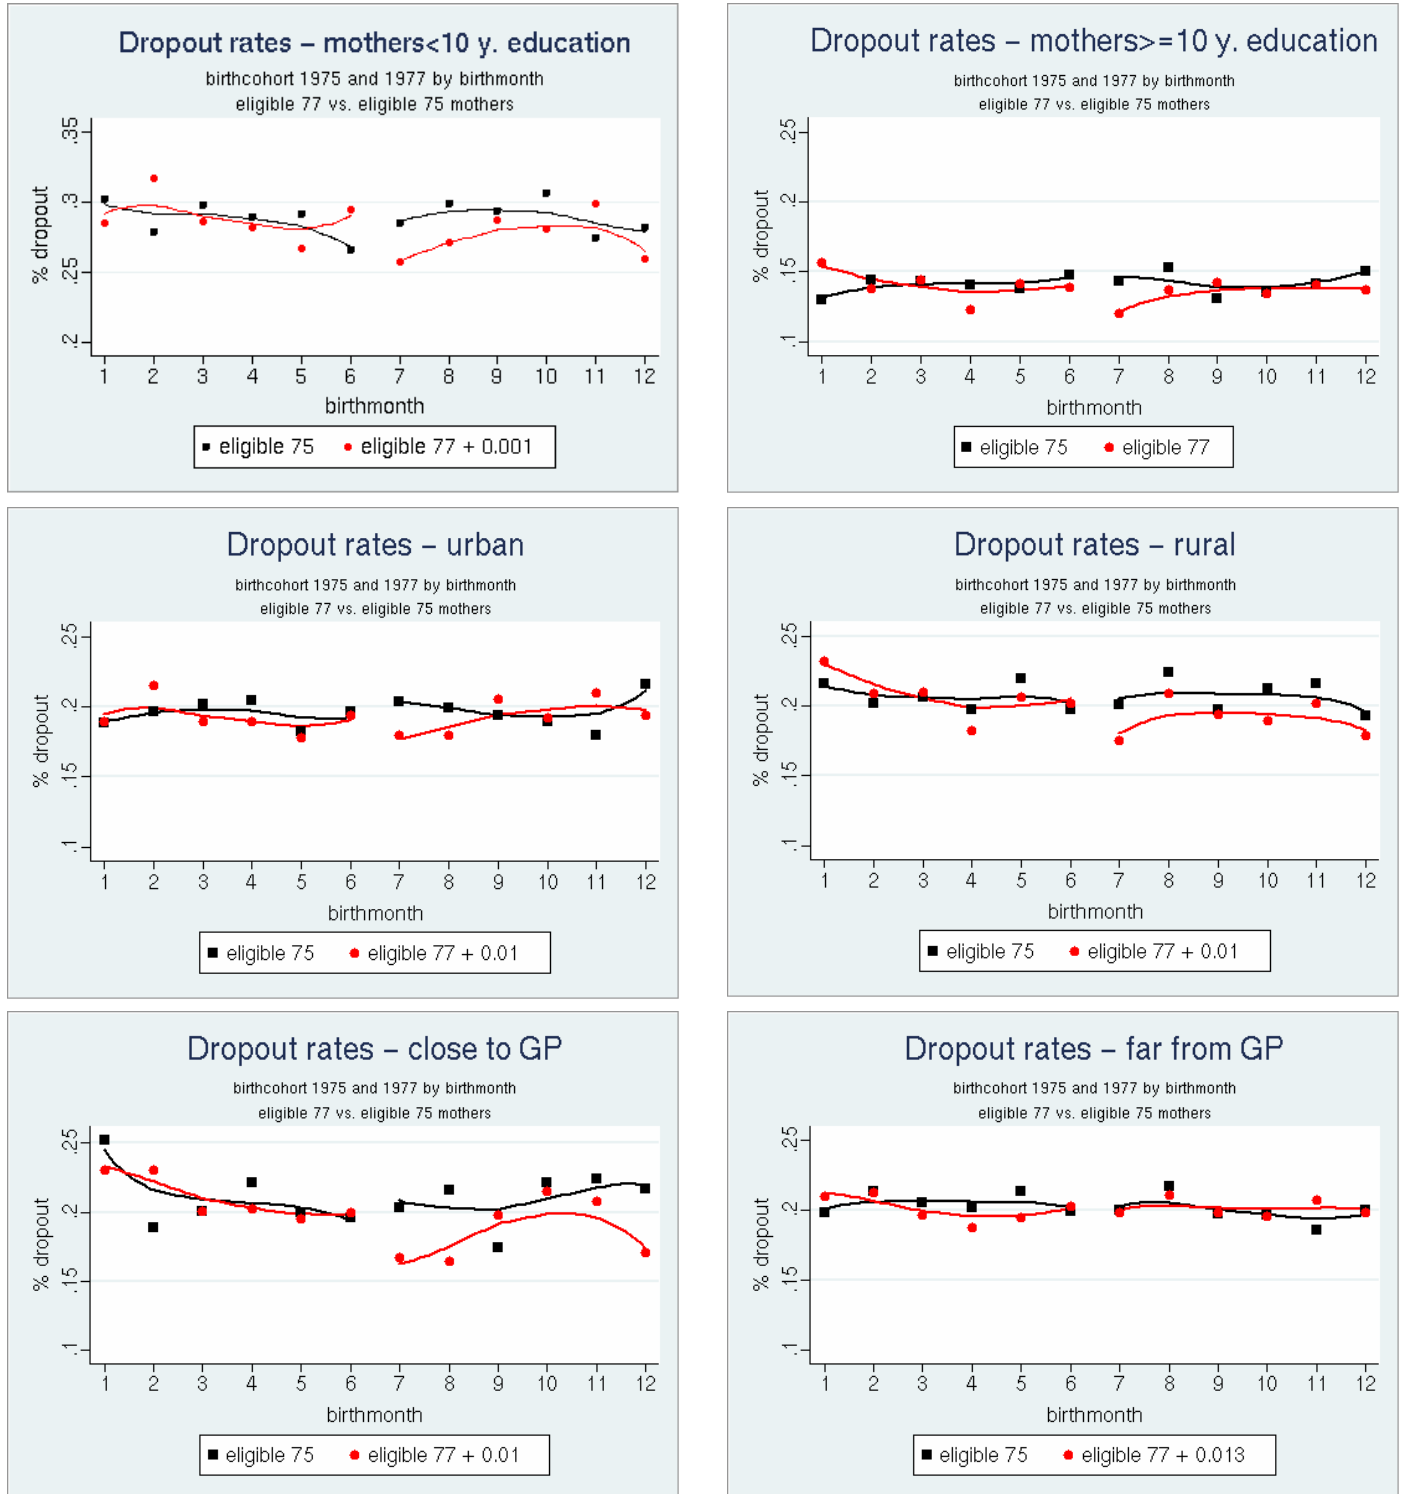 Dropout rates – mothers<10 y. education
birthcohort 1975 and 1977 by birthmonth
eligible 77 vs. eligible 75 mothers
% dropout
.35
.3
.25
.2
1 2 3 4 5 6 7 8 9 10 11 12
birthmonth
eligible 75 eligible 77 + 0.001
Dropout rates – mothers>=10 y. education
birthcohort 1975 and 1977 by birthmonth
eligible 77 vs. eligible 75 mothers
% dropout
.25
.2
.15
.1
1 2 3 4 5 6 7 8 9 10 11 12
birthmonth
eligible 75 eligible 77
Dropout rates – urban
birthcohort 1975 and 1977 by birthmonth
eligible 77 vs. eligible 75 mothers
% dropout
.25
.2
.15
.1
1 2 3 4 5 6 7 8 9 10 11 12
birthmonth
eligible 75 eligible 77 + 0.01
Dropout rates – rural
birthcohort 1975 and 1977 by birthmonth
eligible 77 vs. eligible 75 mothers
% dropout
.25
.2
.15
.1
1 2 3 4 5 6 7 8 9 10 11 12
birthmonth
eligible 75 eligible 77 + 0.01
Dropout rates – close to GP
birthcohort 1975 and 1977 by birthmonth
eligible 77 vs. eligible 75 mothers
% dropout
.25
.2
.15
.1
1 2 3 4 5 6 7 8 9 10 11 12
birthmonth
eligible 75 eligible 77 + 0.01
Dropout rates – far from GP
birthcohort 1975 and 1977 by birthmonth
eligible 77 vs. eligible 75 mothers
% dropout
.25
.2
.15
.1
1 2 3 4 5 6 7 8 9 10 11 12
birthmonth
eligible 75 eligible 77 + 0.013